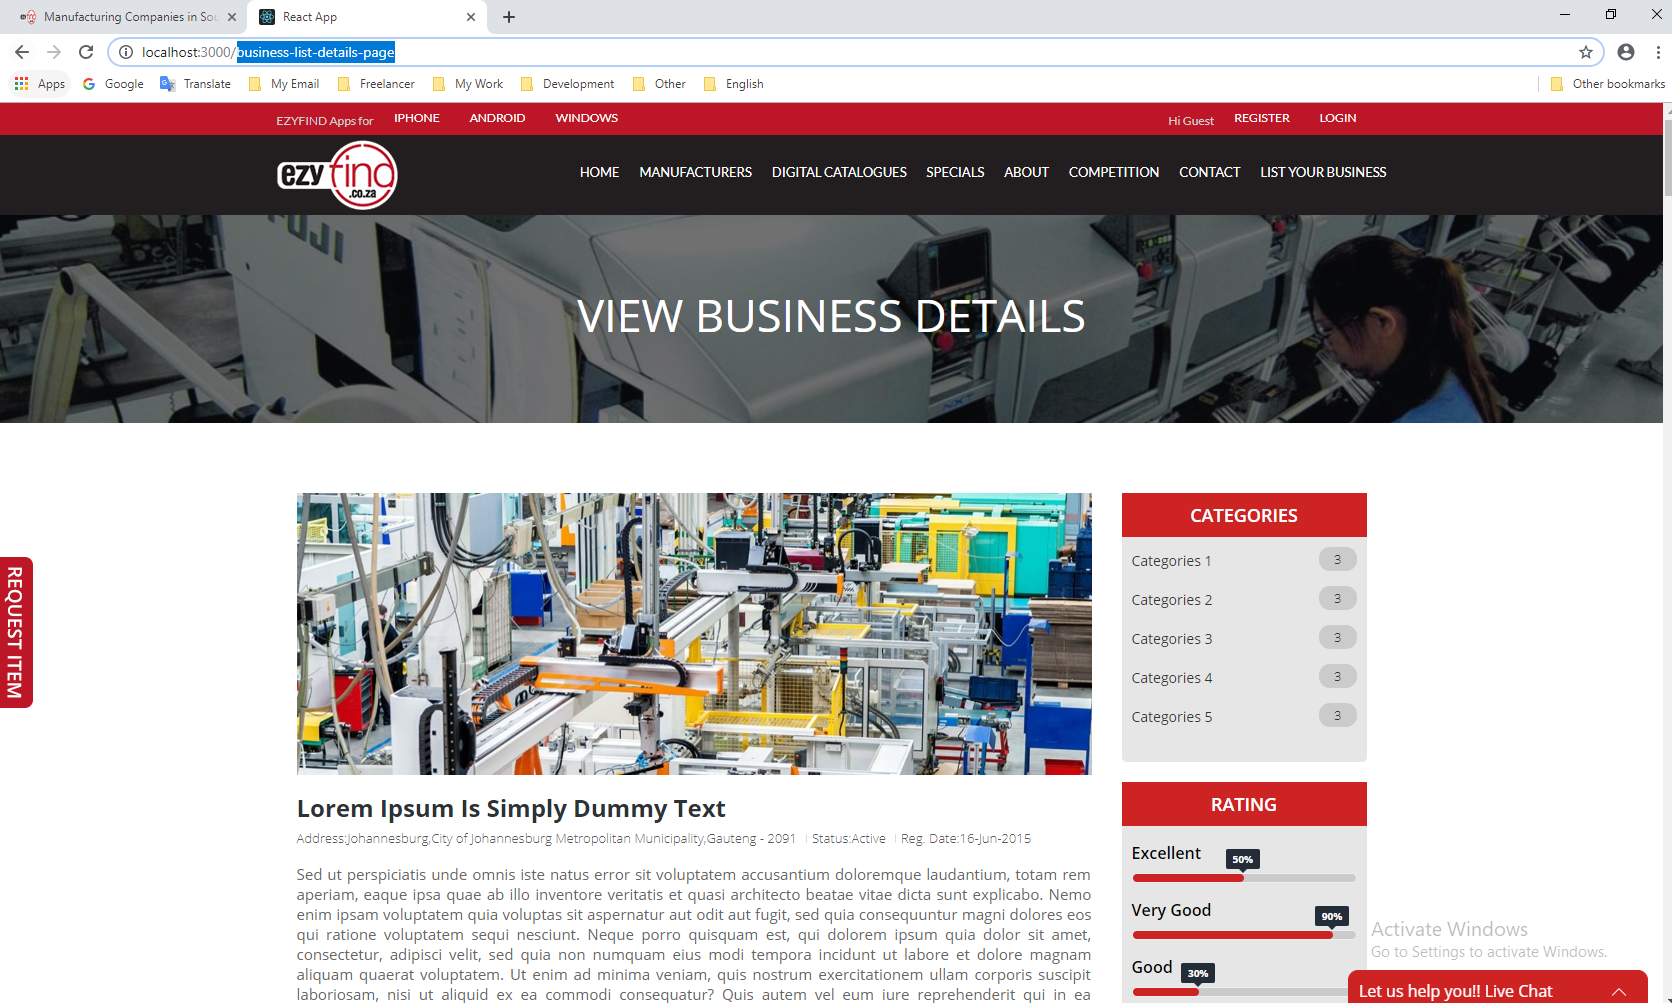 Manufacturing Companies in Sou
React App
localhost:3000/business-list-details-page
Apps
Google
Translate
My Email
Freelancer
My Work
Development
Other
English
Other bookmarks
EZYFIND Apps for
IPHONE
ANDROID
WINDOWS
Hi Guest
REGISTER
LOGIN
ezyfind
.co.za
HOME
MANUFACTURERS
DIGITAL CATALOGUES
SPECIALS
ABOUT
COMPETITION
CONTACT
LIST YOUR BUSINESS
FUJI
VIEW BUSINESS DETAILS
REQUEST ITEM
CATEGORIES
Categories 1 3
Categories 2 3
Categories 3 3
Categories 4 3
Categories 5 3
Lorem Ipsum Is Simply Dummy Text
Address:Johannesburg,City of Johannesburg Metropolitan Municipality,Gauteng - 2091 | Status:Active | Reg. Date:16-Jun-2015
Sed ut perspiciatis unde omnis iste natus error sit voluptatem accusantium doloremque laudantium, totam rem
aperiam, eaque ipsa quae ab illo inventore veritatis et quasi architecto beatae vitae dicta sunt explicabo. Nemo
enim ipsam voluptatem quia voluptas sit aspernatur aut odit aut fugit, sed quia consequuntur magni dolores eos
qui ratione voluptatem sequi nesciunt. Neque porro quisquam est, qui dolorem ipsum quia dolor sit amet,
consectetur, adipisci velit, sed quia non numquam eius modi tempora incidunt ut labore et dolore magnam
aliquam quaerat voluptatem. Ut enim ad minima veniam, quis nostrum exercitationem ullam corporis suscipit
laboriosam, nisi ut aliquid ex ea commodi consequatur? Quis autem vel eum iure reprehenderit qui in ea
RATING
Excellent
50%
Very Good
90%
Good
30%
Activate Windows
Go to Settings to activate Windows.
Let us help you!! Live Chat